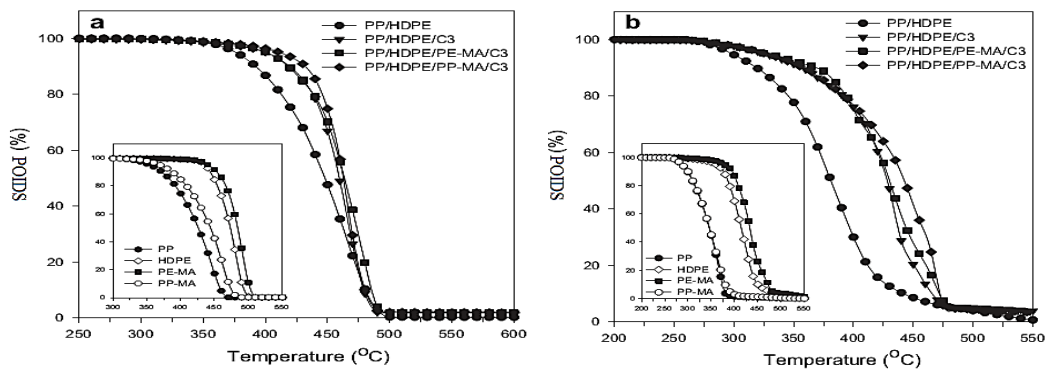 a
PP/HDPE
PP/HDPE/C3
PP/HDPE/PE-MA/C3
PP/HDPE/PP-MA/C3
100
80
60
40
20
0
(%) POIDS
100
80
60
40
20
0
PP
HDPE
PE-MA
PP-MA
300 350 400 450 500 550
250 300 350 400 450 500 550 600
Temperature (°C)
b
PP/HDPE
PP/HDPE/C3
PP/HDPE/PE-MA/C3
PP/HDPE/PP-MA/C3
100
80
60
40
20
0
(%) POIDS
100
80
60
40
20
0
PP
HDPE
PE-MA
PP-MA
200 250 300 350 400 450 500 550
200 250 300 350 400 450 500 550
Temperature (°C)